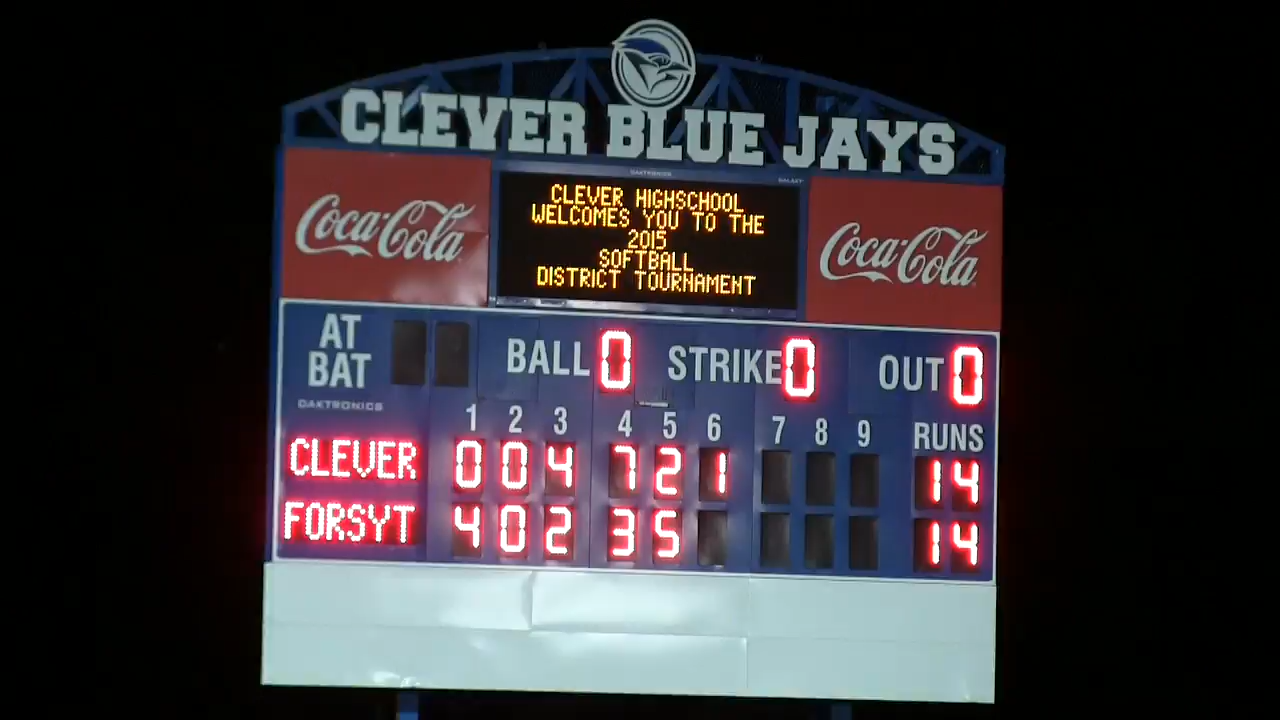 CLEVER BLUE JAYS
DAKTRONICS
GALAXY
Coca-Cola
CLEVER HIGHSCHOOL
WELCOMES YOU TO THE
2015
SOFTBALL
DISTRICT TOURNAMENT
Coca-Cola
AT BAT BALL 0 STRIKE 0 OUT 0
DAKTRONICS
1 2 3 4 5 6 7 8 9 RUNS
CLEVER 0 0 4 7 2 1 14
FORSYT 4 0 2 3 5 14